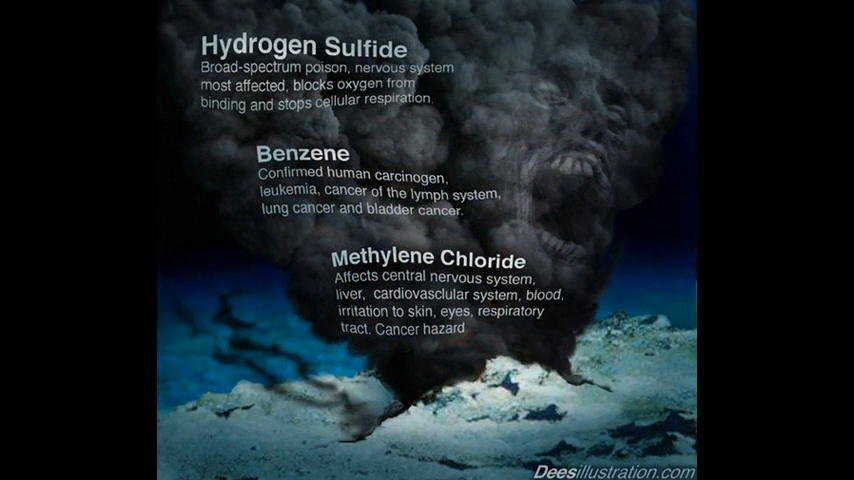 Hydrogen Sulfide
Broad-spectrum poison, nervous system
most affected, blocks oxygen from
binding and stops cellular respiration.
Benzene
Confirmed human carcinogen,
leukemia, cancer of the lymph system,
lung cancer and bladder cancer.
Methylene Chloride
Affects central nervous system,
liver, cardiovasclular system, blood,
irritation to skin, eyes, respiratory
tract. Cancer hazard
Deesillustration.com